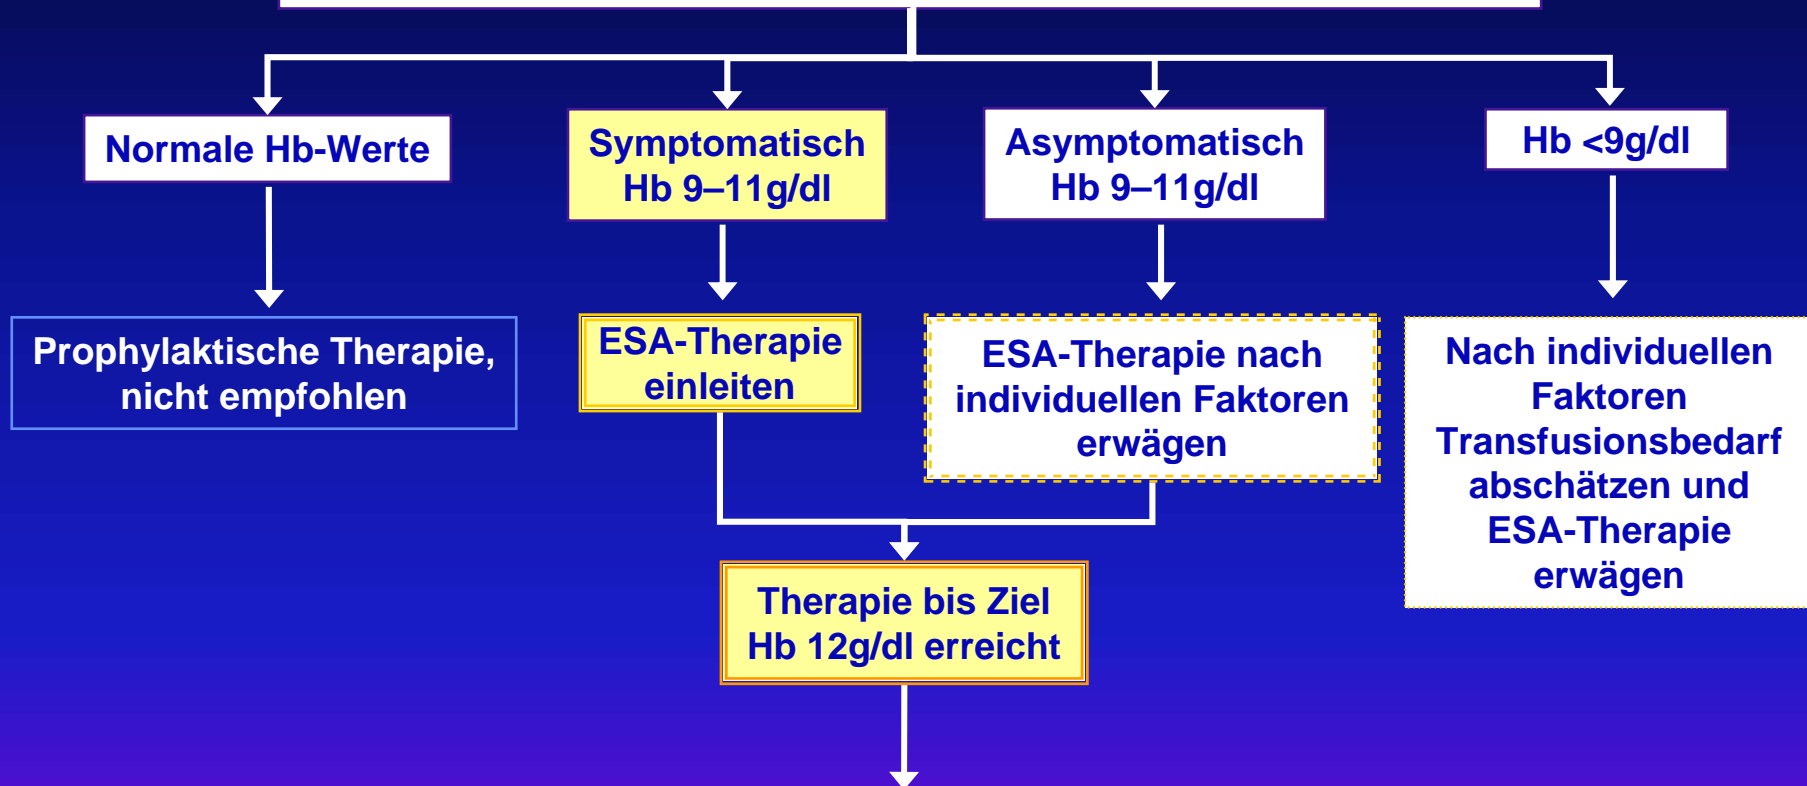 Normale Hb-Werte
Symptomatisch
Hb 9–11g/dl
Asymptomatisch
Hb 9–11g/dl
Hb <9g/dl
Prophylaktische Therapie,
nicht empfohlen
ESA-Therapie
einleiten
ESA-Therapie nach
individuellen Faktoren
erwägen
Nach individuellen
Faktoren
Transfusionsbedarf
abschätzen und
ESA-Therapie
erwägen
Therapie bis Ziel
Hb 12g/dl erreicht